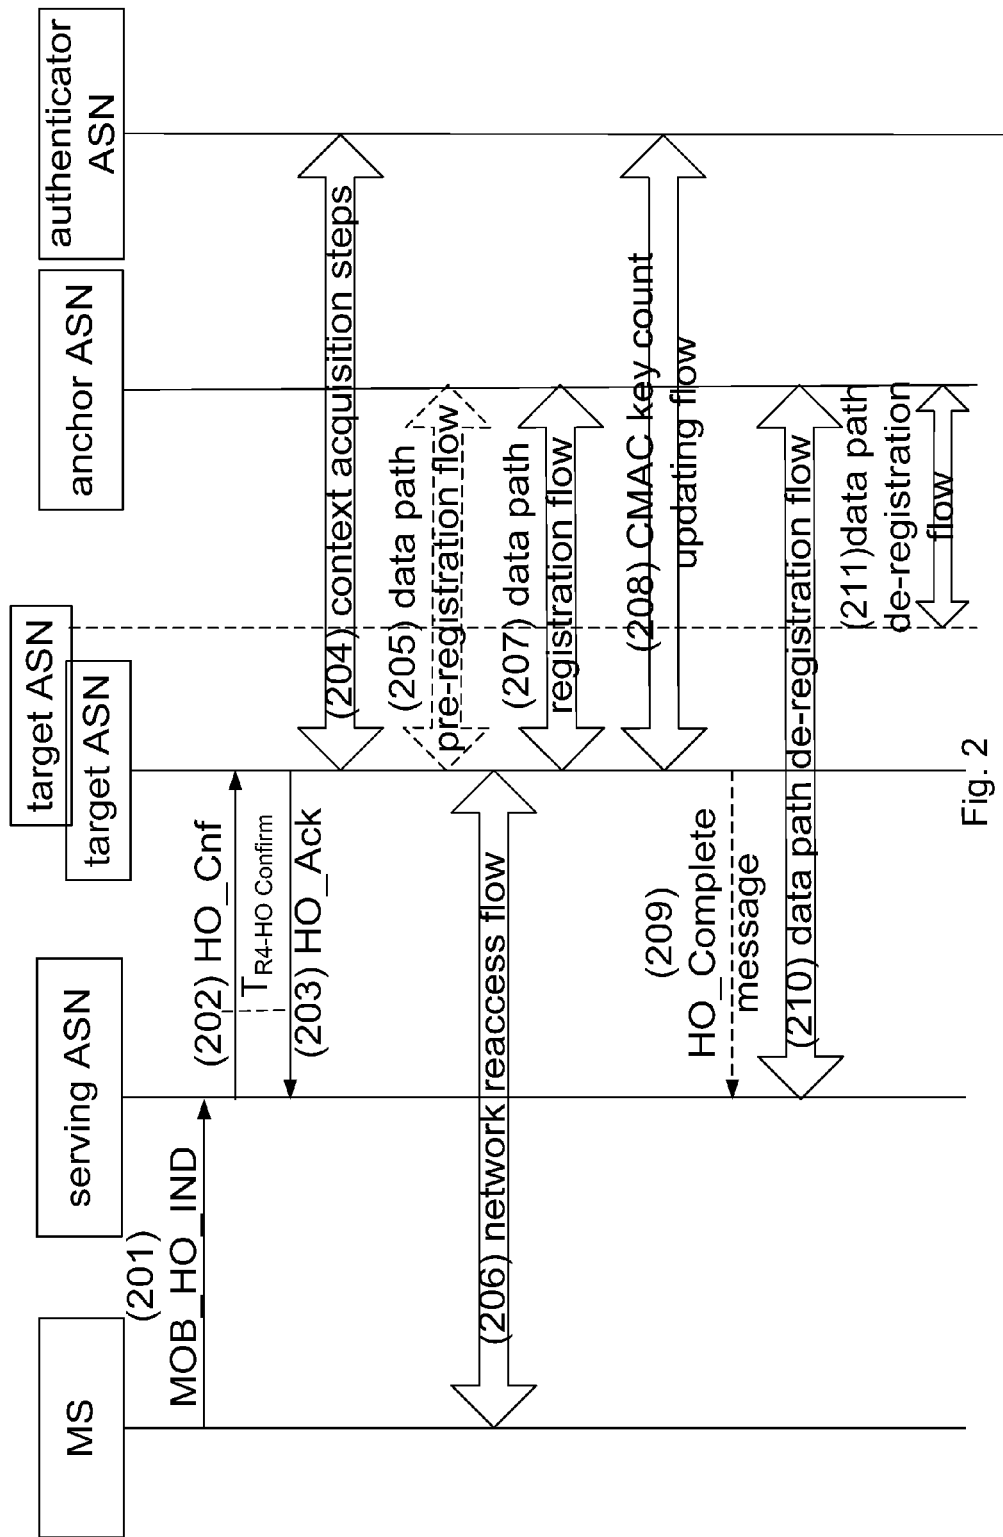 MS
serving ASN
target ASN
target ASN
anchor ASN
authenticator
ASN
(201)
MOB_HO_IND
(202) HO_Cnf
T_R4-HO Confirm
(203) HO_Ack
(204) context acquisition steps
(205) data path
pre-registration flow
(206) network reaccess flow
(207) data path
registration flow
(208) CMAC key count
updating flow
(209)
HO_Complete
message
(210) data path de-registration flow
(211)data path
de-registration
flow
Fig. 2